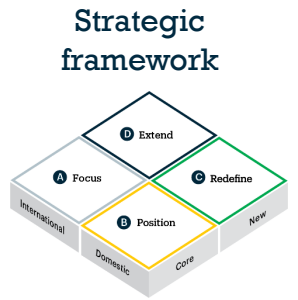 Strategic
framework
D Extend
A Focus
C Redefine
B Position
International
Domestic
Core
New